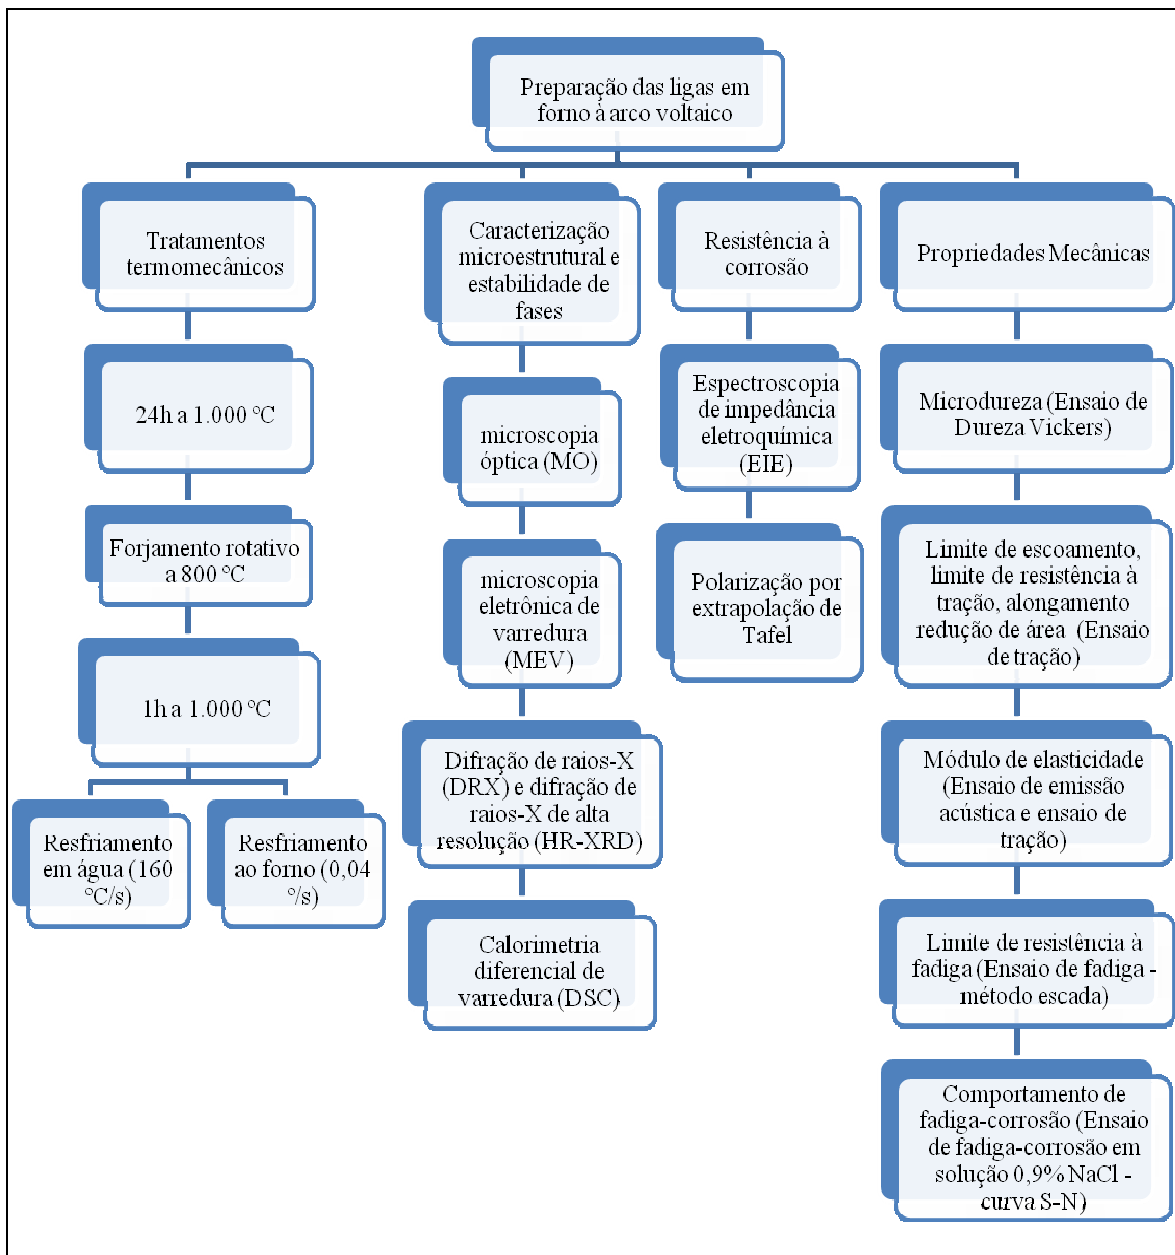 Preparação das ligas em
forno à arco voltaico
Tratamentos
termomecânicos
24h a 1.000 °C
Forjamento rotativo
a 800 °C
1h a 1.000 °C
Resfriamento
em água (160
°C/s)
Resfriamento
ao forno (0,04
°/s)
Caracterização
microestrutural e
estabilidade de
fases
microscopia
óptica (MO)
microscopia
eletrônica de
varredura
(MEV)
Difração de raios-X
(DRX) e difração de
raios-X de alta
resolução (HR-XRD)
Calorimetria
diferencial de
varredura (DSC)
Resistência à
corrosão
Espectroscopia
de impedância
eletroquímica
(EIE)
Polarização por
extrapolação de
Tafel
Propriedades Mecânicas
Microdureza (Ensaio de
Dureza Vickers)
Limite de escoamento,
limite de resistência à
tração, alongamento
redução de área (Ensaio
de tração)
Módulo de elasticidade
(Ensaio de emissão
acústica e ensaio de
tração)
Limite de resistência à
fadiga (Ensaio de fadiga -
método escada)
Comportamento de
fadiga-corrosão (Ensaio
de fadiga-corrosão em
solução 0,9% NaCl -
curva S-N)